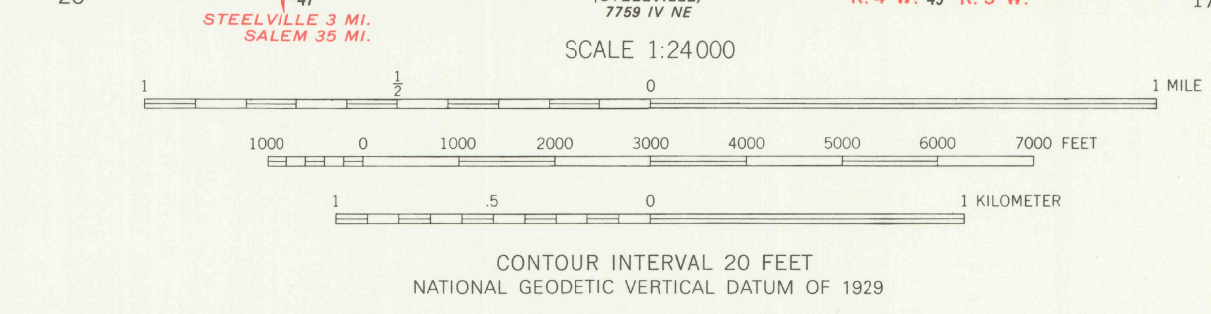 47
STEELVILLE 3 MI.
SALEM 35 MI.
7759 IV NE
SCALE 1:24000
1 1/2 0 1 MILE
1000 0 1000 2000 3000 4000 5000 6000 7000 FEET
1 .5 0 1 KILOMETER
CONTOUR INTERVAL 20 FEET
NATIONAL GEODETIC VERTICAL DATUM OF 1929